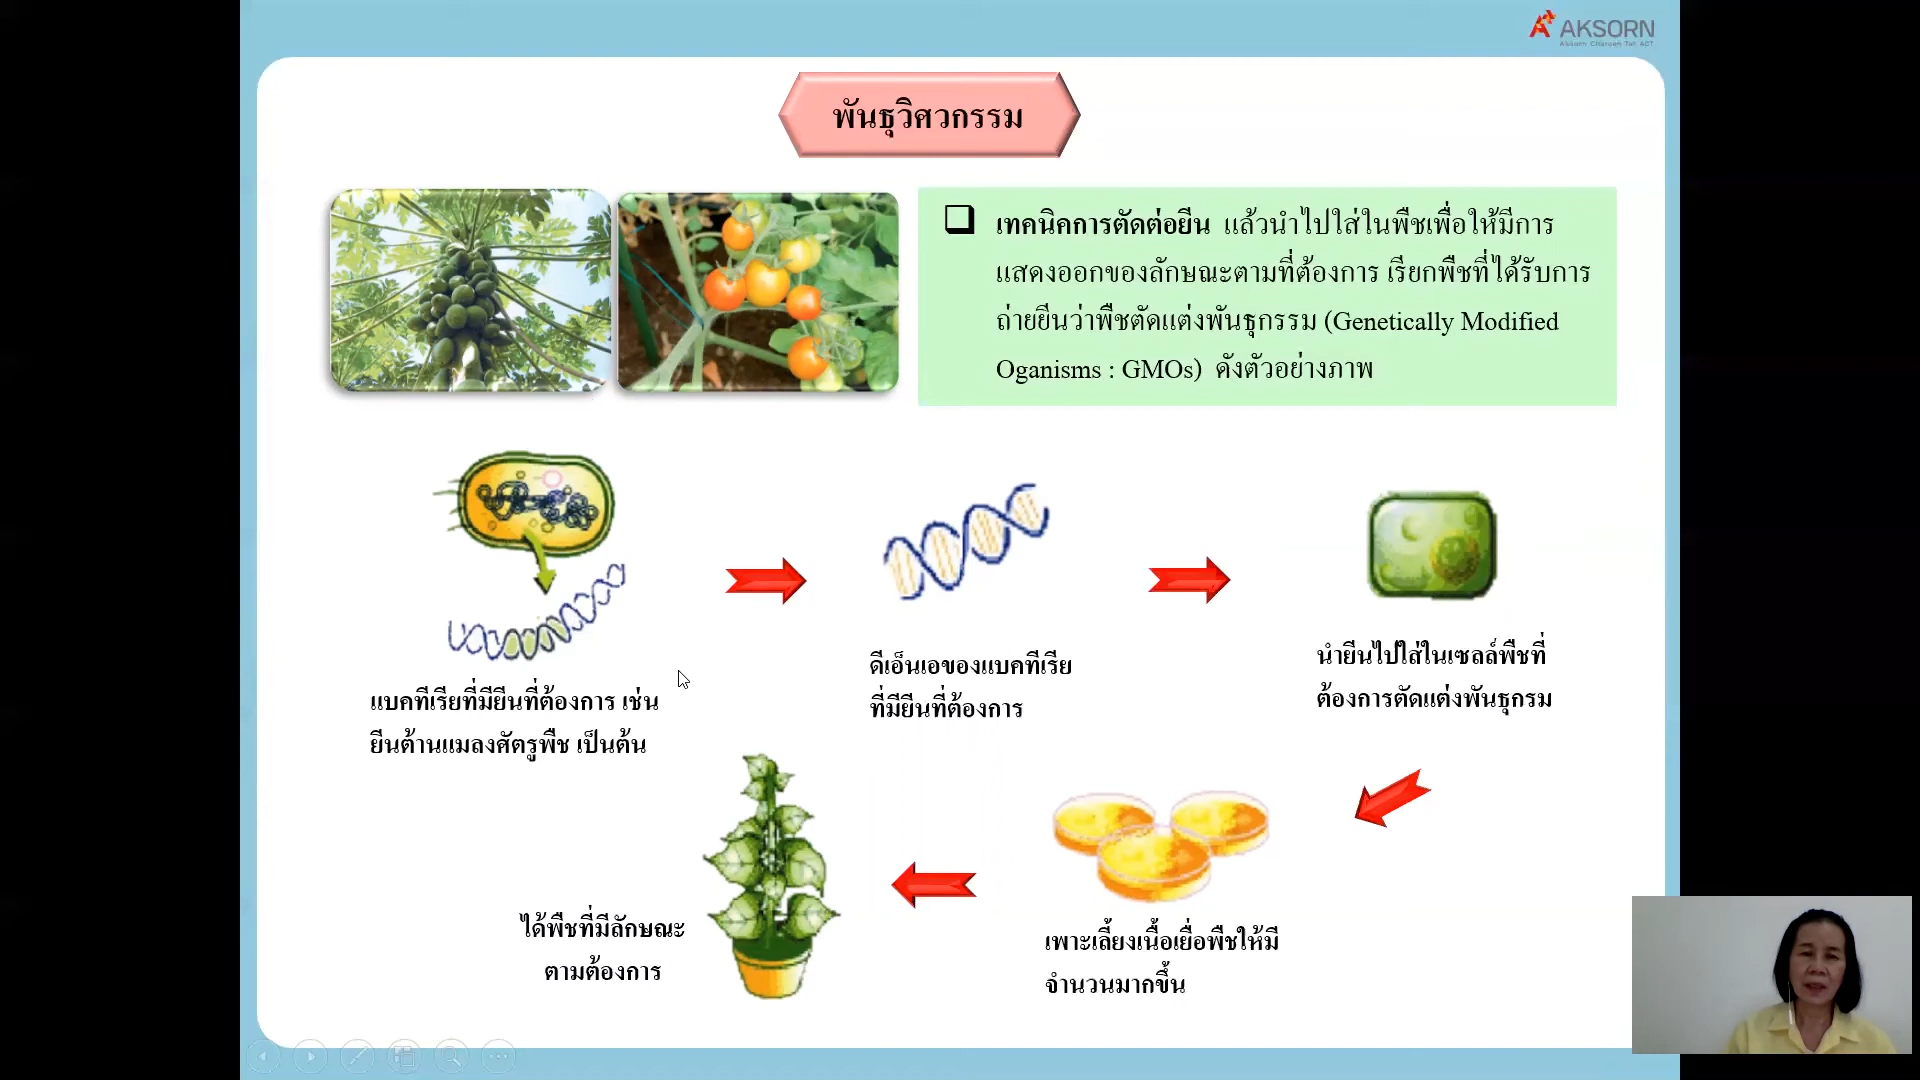 AKSORN
Aksorn Charoen Tat ACT
พันธุวิศวกรรม
เทคนิคการตัดต่อยีน แล้วนำไปใส่ในพืชเพื่อให้มีการ
แสดงออกของลักษณะตามที่ต้องการ เรียกพืชที่ได้รับการ
ถ่ายยีนว่าพืชตัดแต่งพันธุกรรม (Genetically Modified
Oganisms : GMOs) ดังตัวอย่างภาพ
แบคทีเรียที่มียีนที่ต้องการ เช่น
ยีนต้านแมลงศัตรูพืช เป็นต้น
ดีเอ็นเอของแบคทีเรีย
ที่มียีนที่ต้องการ
นำยีนไปใส่ในเซลล์พืชที่
ต้องการตัดแต่งพันธุกรม
เพาะเลี้ยงเนื้อเยื่อพืชให้มี
จำนวนมากขึ้น
ได้พืชที่มีลักษณะ
ตามต้องการ